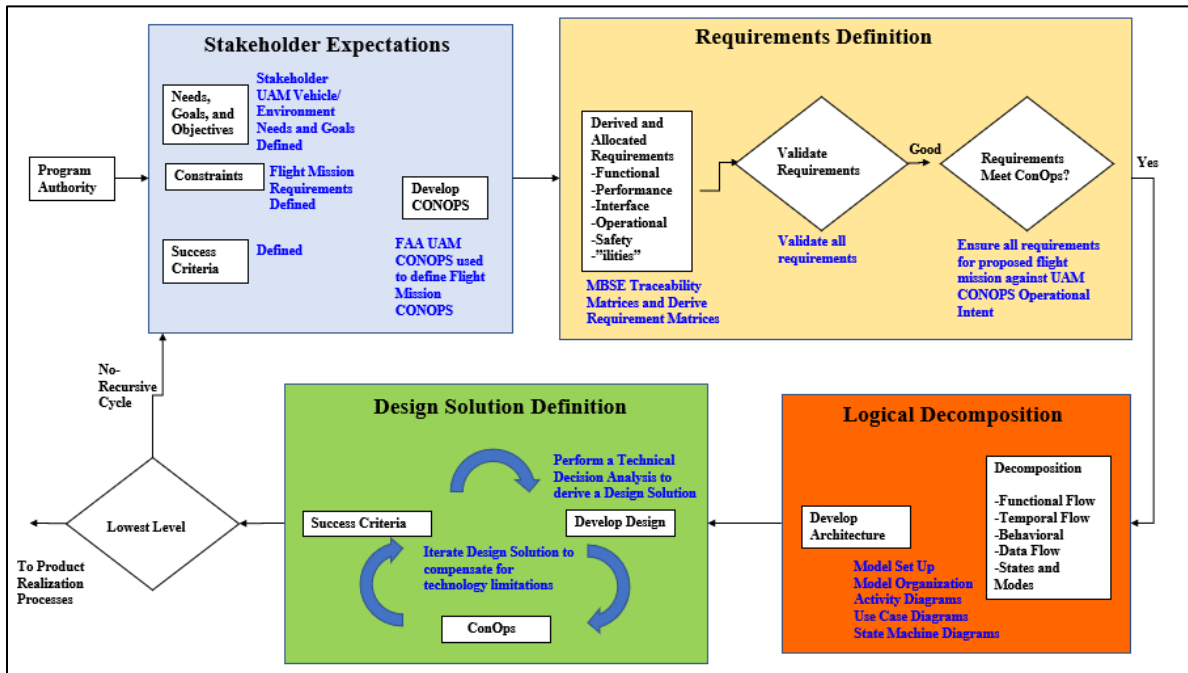 Stakeholder Expectations
Needs,
Goals, and
Objectives
Stakeholder
UAM Vehicle/
Environment
Needs and Goals
Defined
Program
Authority
Constraints
Flight Mission
Requirements
Defined
Develop
CONOPS
Success
Criteria
Defined
FAA UAM
CONOPS used
to define Flight
Mission
CONOPS
Requirements Definition
Derived and
Allocated
Requirements
-Functional
-Performance
-Interface
-Operational
-Safety
-"ilities"
MBSE Traceability
Matrices and Derive
Requirement Matrices
Validate
Requirements
Validate all
requirements
Good
Requirements
Meet ConOps?
Ensure all requirements
for proposed flight
mission against UAM
CONOPS Operational
Intent
Yes
Logical Decomposition
Decomposition
-Functional Flow
-Temporal Flow
-Behavioral
-Data Flow
-States and
Modes
Develop
Architecture
Model Set Up
Model Organization
Activity Diagrams
Use Case Diagrams
State Machine Diagrams
Design Solution Definition
Perform a Technical
Decision Analysis to
derive a Design Solution
Success Criteria
Develop Design
Iterate Design Solution to
compensate for
technology limitations
ConOps
No-
Recursive
Cycle
Lowest Level
To Product
Realization
Processes